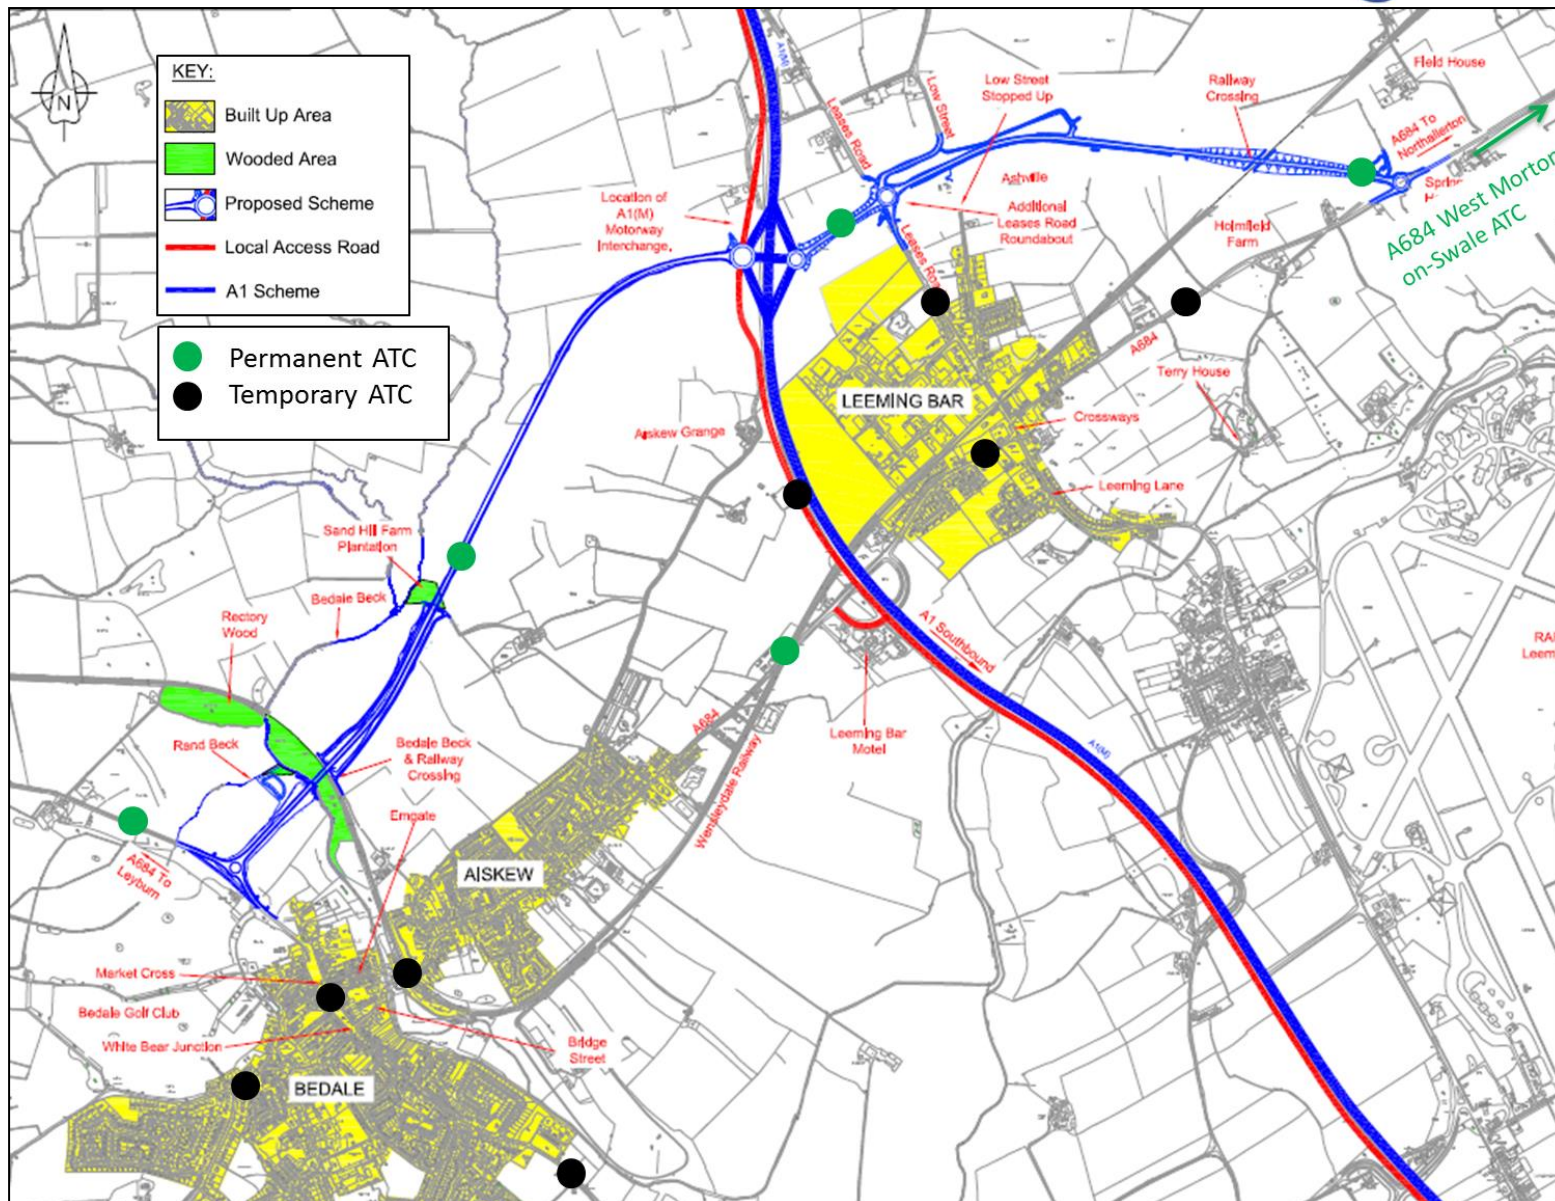 N
KEY:
Built Up Area
Wooded Area
Proposed Scheme
Local Access Road
A1 Scheme
Permanent ATC
Temporary ATC
A1(M)
Leases Road
Low Street
Low Street
Stopped Up
Railway
Crossing
Field House
A684 To
Northallerton
A684 West Morton
on-Swale ATC
Location of
A1(M)
Motorway
Interchange,
Ashville
Additional
Leases Road
Roundabout
Leases
Holmfield
Farm
A684
Terry House
LEEMING BAR
Crossways
Leeming Lane
Aiskew Grange
Sand Hill Farm
Plantation
Bedale Beck
Rectory
Wood
A1 Southbound
Rand Beck
Bedale Beck
& Railway
Crossing
A684
Leeming Bar
Motel
A1(M)
Wensleydale Railway
Emgate
A684 To
Leyburn
AISKEW
Market Cross
Bedale Golf Club
White Bear Junction
Bridge
Street
BEDALE